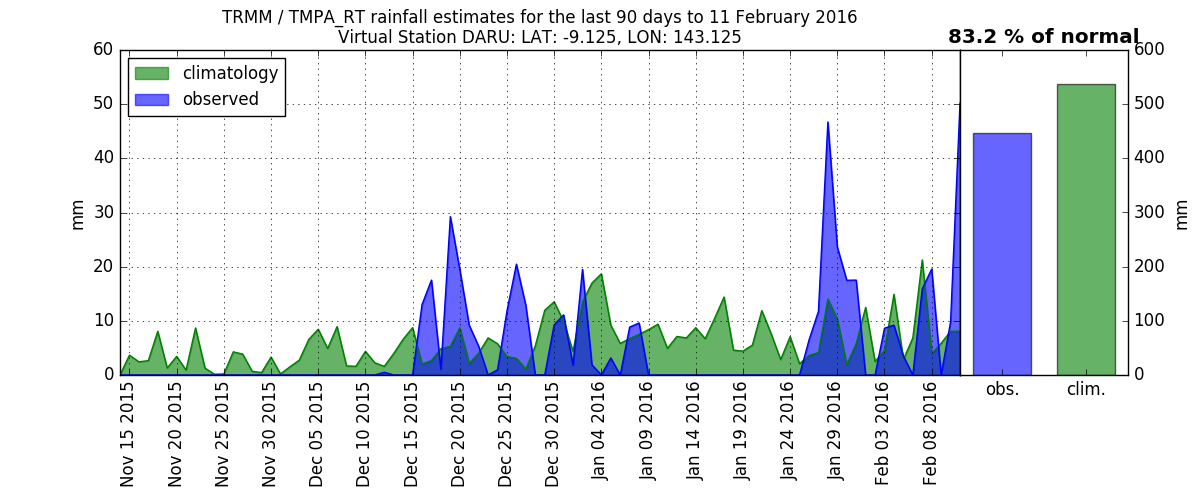 TRMM / TMPA_RT rainfall estimates for the last 90 days to 11 February 2016
Virtual Station DARU: LAT: -9.125, LON: 143.125
83.2 % of normal
climatology
observed
60
50
40
30
20
10
0
mm
600
500
400
300
200
100
0
mm
Nov 15 2015
Nov 20 2015
Nov 25 2015
Nov 30 2015
Dec 05 2015
Dec 10 2015
Dec 15 2015
Dec 20 2015
Dec 25 2015
Dec 30 2015
Jan 04 2016
Jan 09 2016
Jan 14 2016
Jan 19 2016
Jan 24 2016
Jan 29 2016
Feb 03 2016
Feb 08 2016
obs.
clim.